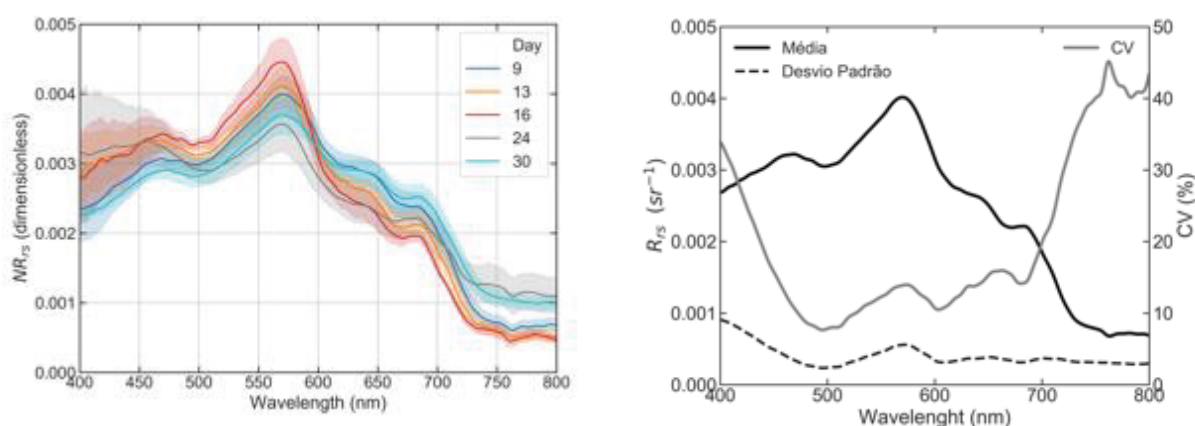 0.005
0.004
0.003
0.002
0.001
0.000
NRrs (dimensionless)
400 450 500 550 600 650 700 750 800
Wavelength (nm)
Day
9
13
16
24
30
0.005
0.004
0.003
0.002
0.001
0.000
Rrs (sr⁻¹)
Média
Desvio Padrão
CV
50
40
30
20
10
0
CV (%)
400 500 600 700 800
Wavelenght (nm)